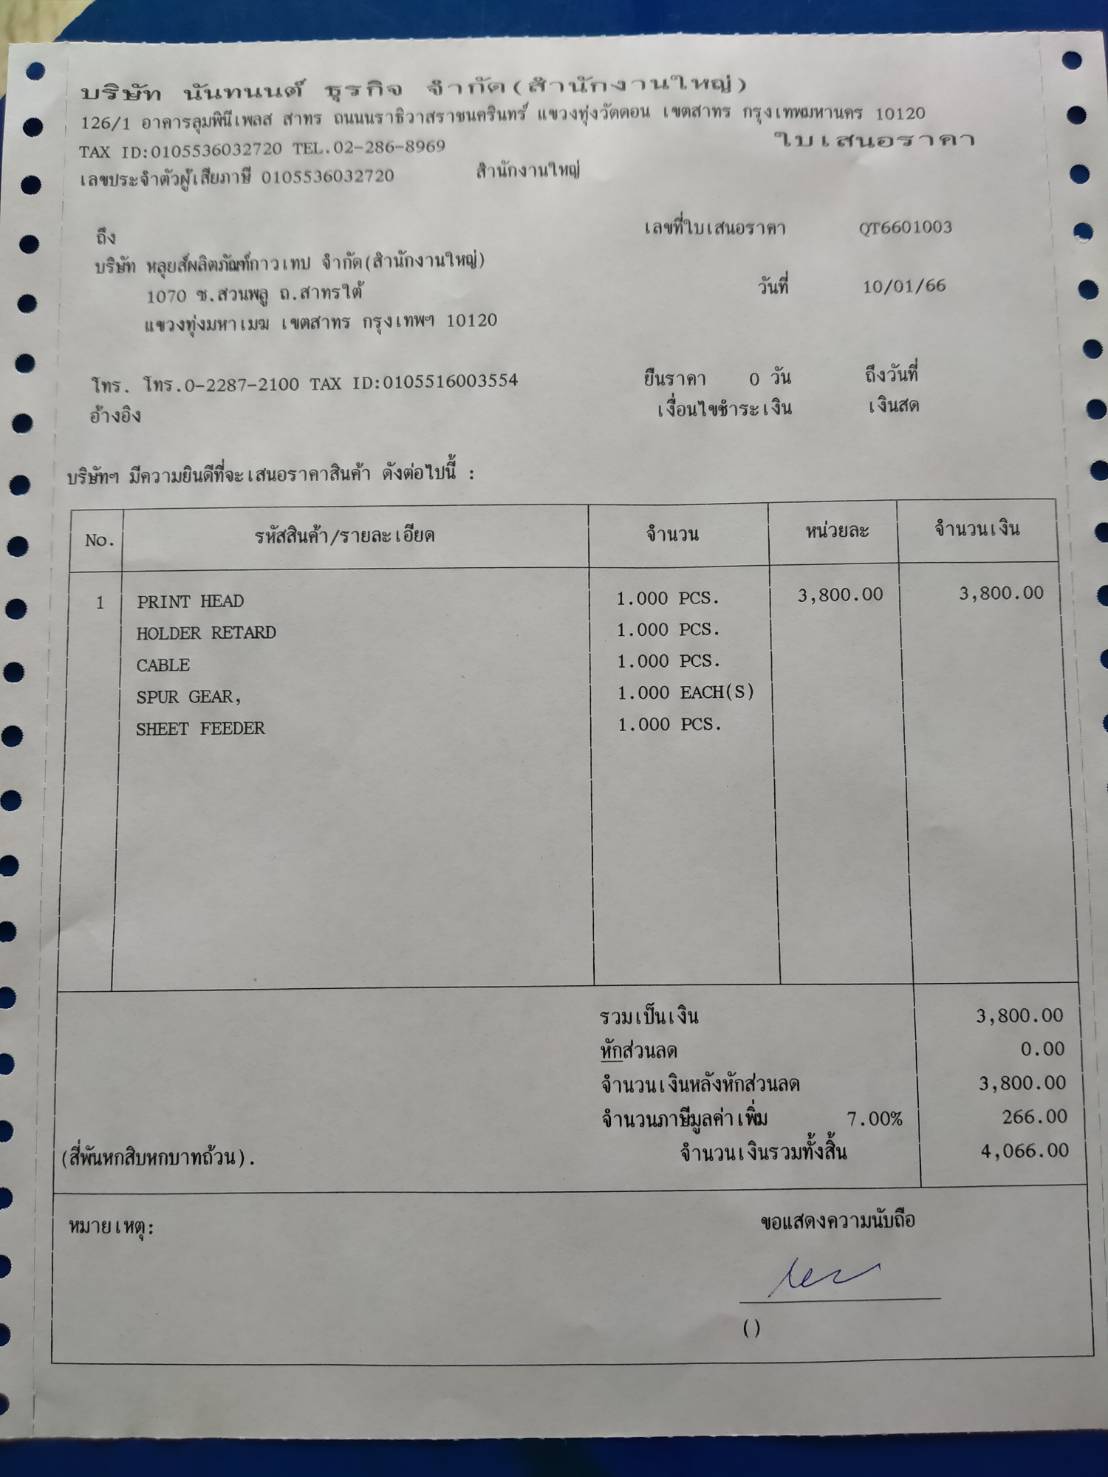 บริษัท นันทนนต์ ธุรกิจ จำกัด(สำนักงานใหญ่)
126/1 อาคารลุมพินีเพลส สาทร ถนนนราธิวาสราชนครินทร์ แขวงทุ่งวัดดอน เขตสาทร กรุงเทพมหานคร 10120
TAX ID:0105536032720 TEL.02-286-8969 ใบเสนอราคา
เลขประจำตัวผู้เสียภาษี 0105536032720 สำนักงานใหญ่
ถึง เลขที่ใบเสนอราคา QT6601003
บริษัท หลุยส์ผลิตภัณฑ์กาวเทป จำกัด(สำนักงานใหญ่)
1070 ซ.สวนพลู ถ.สาทรใต้ วันที่ 10/01/66
แขวงทุ่งมหาเมฆ เขตสาทร กรุงเทพฯ 10120
โทร. โทร.0-2287-2100 TAX ID:0105516003554 ยืนราคา 0 วัน ถึงวันที่
อ้างอิง เงื่อนไขชำระเงิน เงินสด
บริษัทฯ มีความยินดีที่จะเสนอราคาสินค้า ดังต่อไปนี้ :
No. รหัสสินค้า/รายละเอียด จำนวน หน่วยละ จำนวนเงิน
1 PRINT HEAD 1.000 PCS. 3,800.00 3,800.00
HOLDER RETARD 1.000 PCS.
CABLE 1.000 PCS.
SPUR GEAR, 1.000 EACH(S)
SHEET FEEDER 1.000 PCS.
รวมเป็นเงิน 3,800.00
หักส่วนลด 0.00
จำนวนเงินหลังหักส่วนลด 3,800.00
จำนวนภาษีมูลค่าเพิ่ม 7.00% 266.00
(สี่พันหกสิบหกบาทถ้วน). จำนวนเงินรวมทั้งสิ้น 4,066.00
หมายเหตุ: ขอแสดงความนับถือ
()